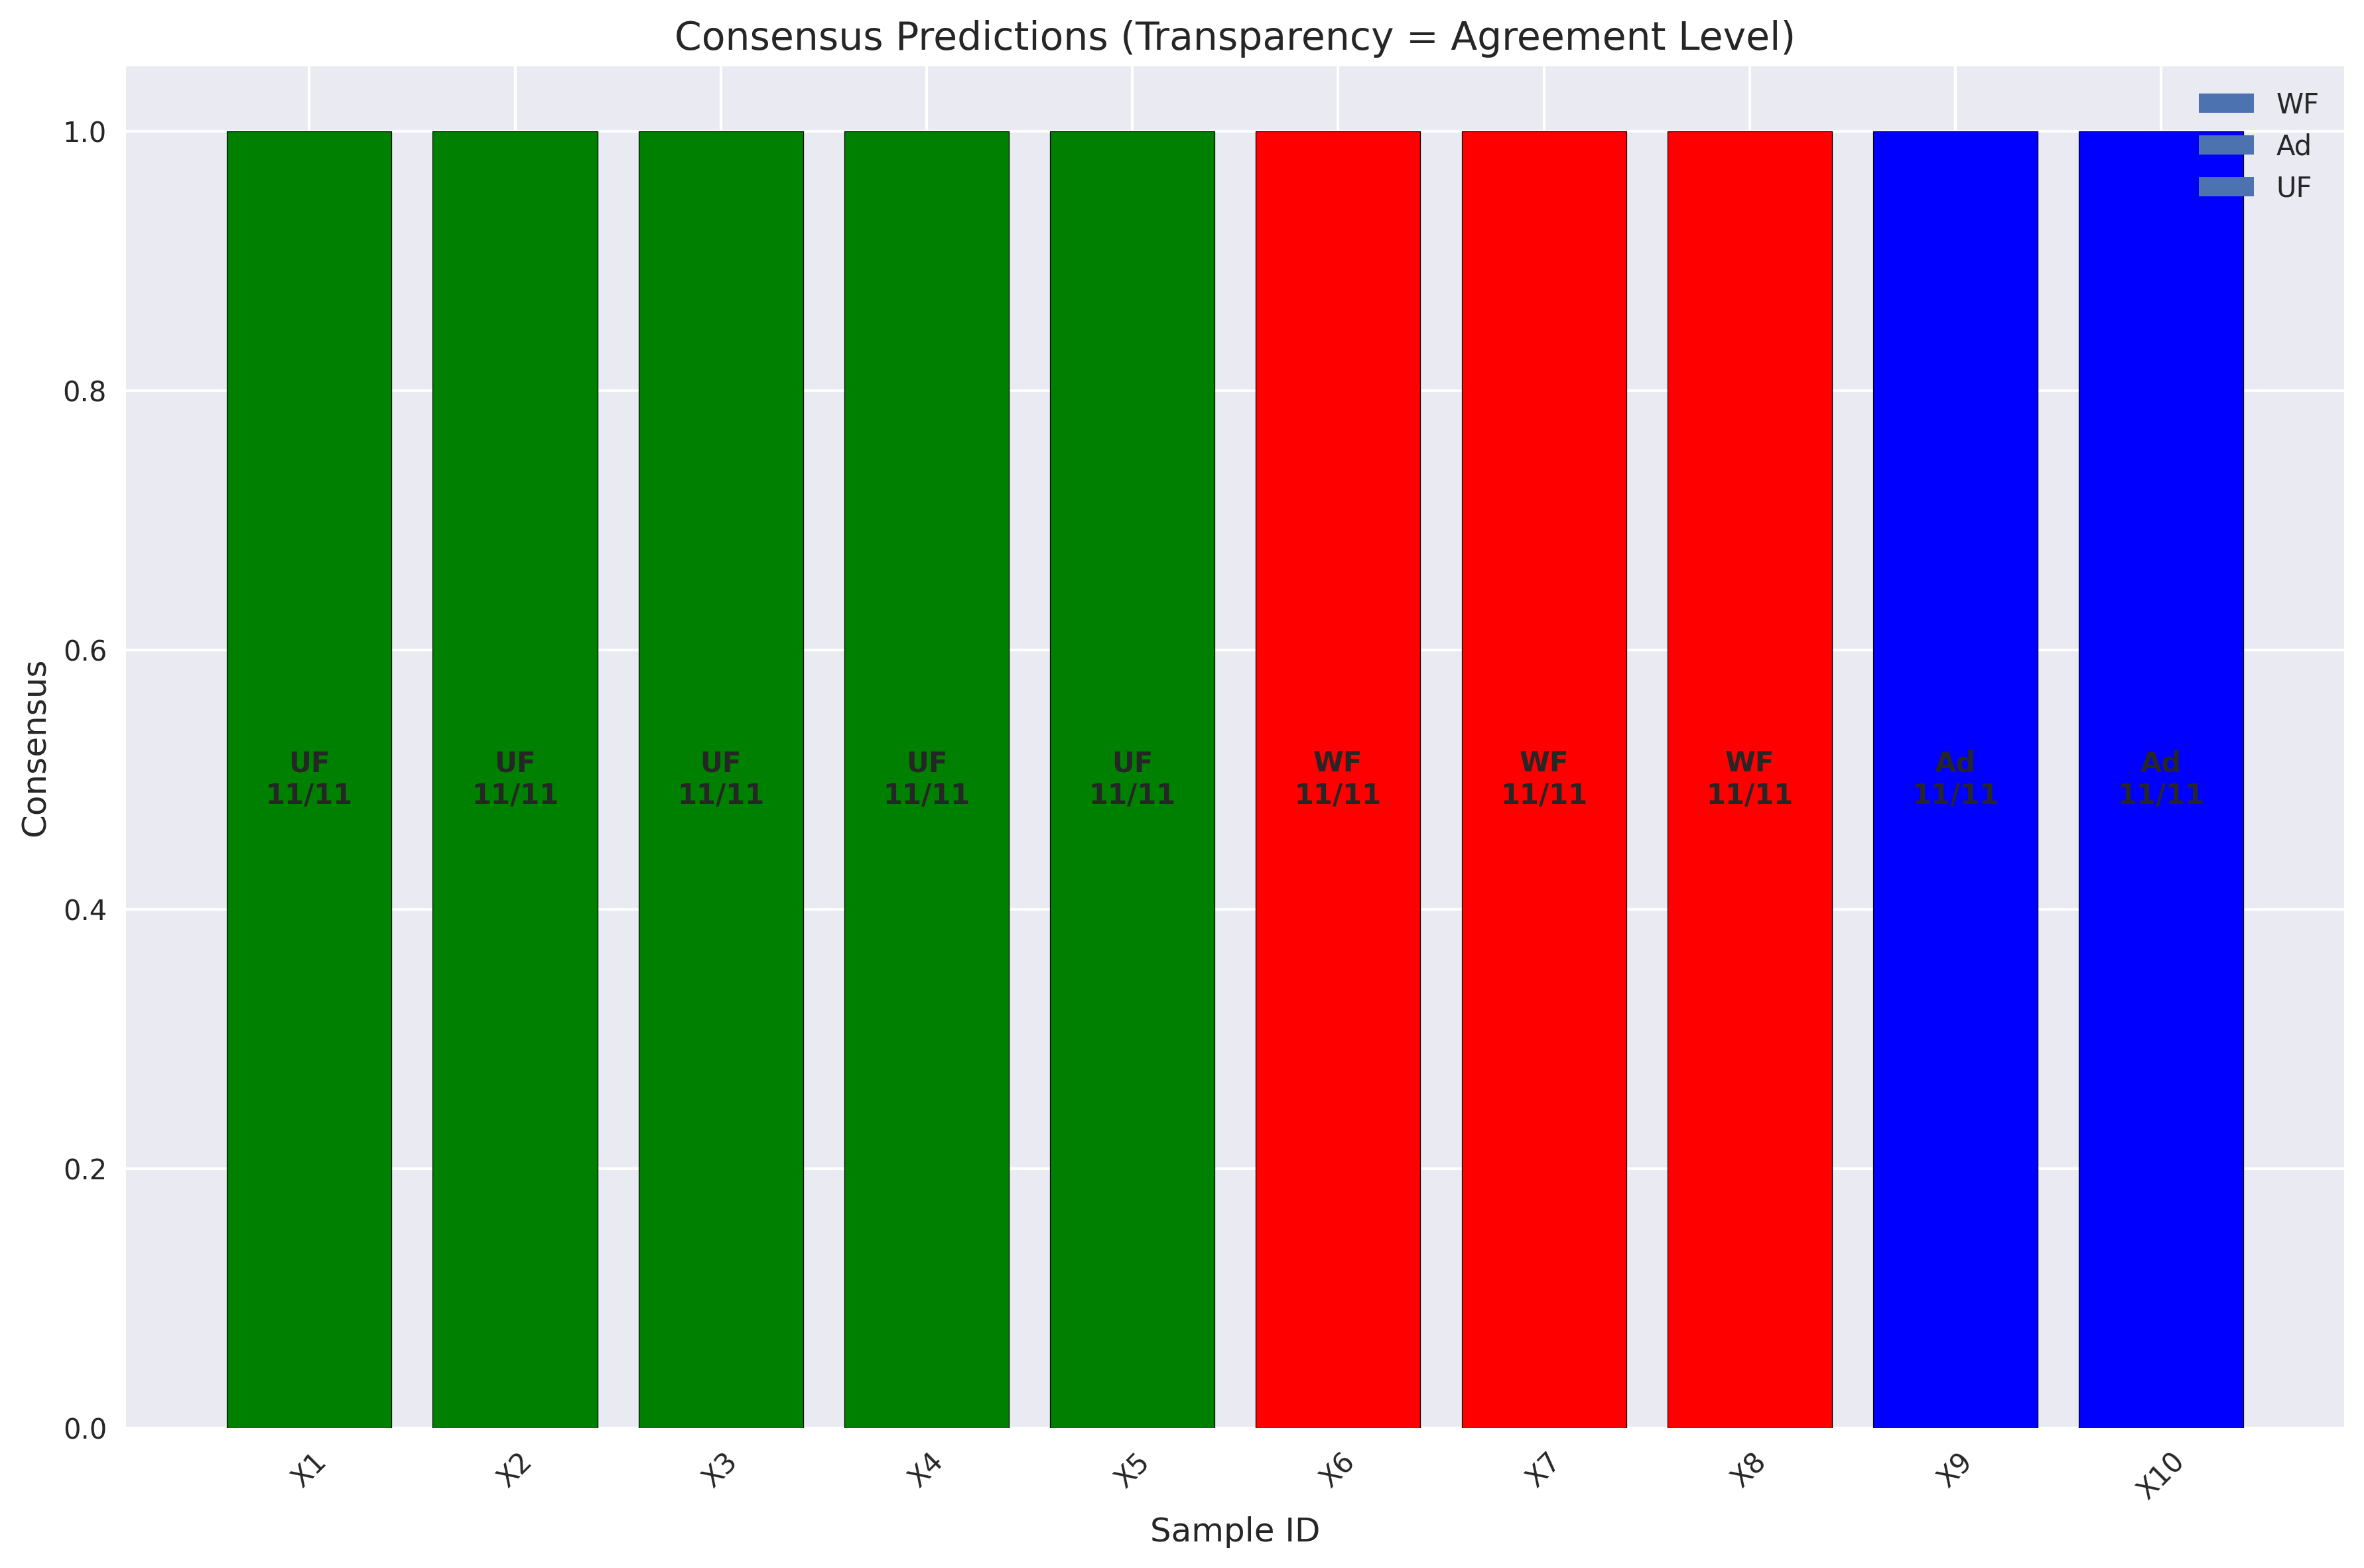 Consensus Predictions (Transparency = Agreement Level)
WF
Ad
UF
1.0
0.8
0.6
0.4
0.2
0.0
Consensus
UF
11/11
UF
11/11
UF
11/11
UF
11/11
UF
11/11
WF
11/11
WF
11/11
WF
11/11
Ad
11/11
Ad
11/11
X1
X2
X3
X4
X5
X6
X7
X8
X9
X10
Sample ID